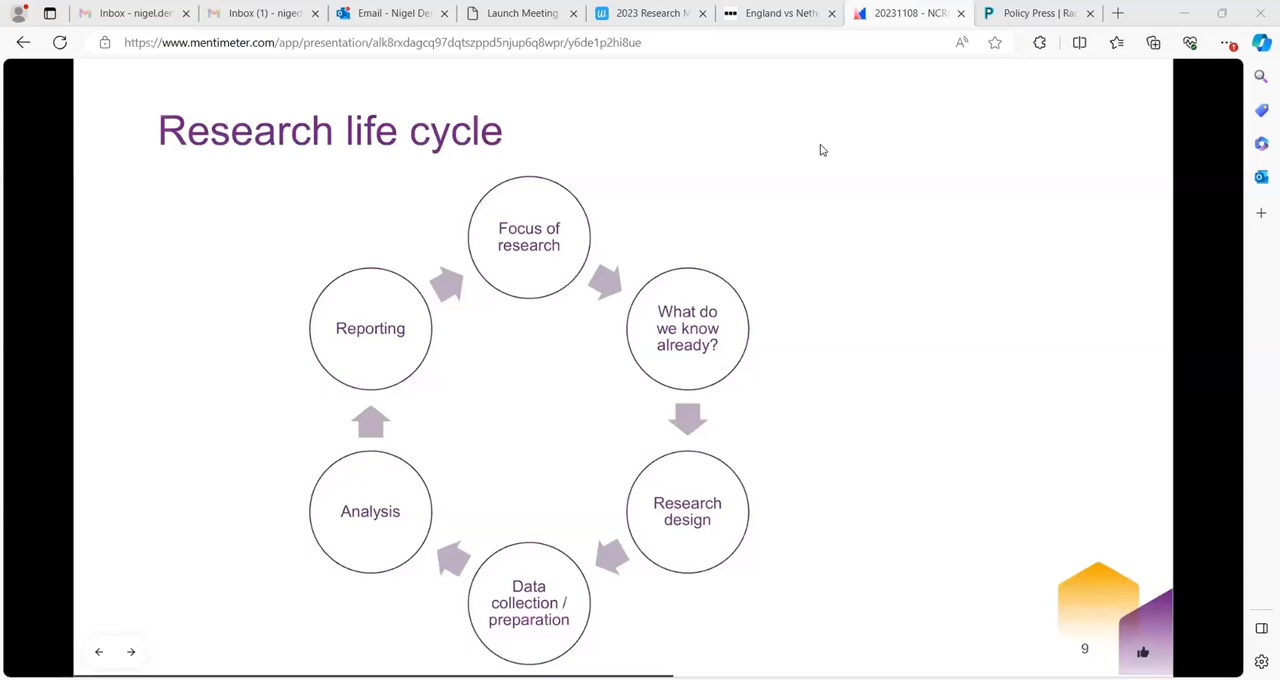 Inbox - nigel.der
Inbox (1) - niged
Email - Nigel De
Launch Meeting
2023 Research M
England vs Neth
20231108 - NCR
Policy Press | Rac
https://www.mentimeter.com/app/presentation/alk8rxdagcq97dqtszppd5njup6q8wpr/y6de1p2hi8ue
Research life cycle
Focus of
research
What do
we know
already?
Reporting
Research
design
Analysis
Data
collection /
preparation
9